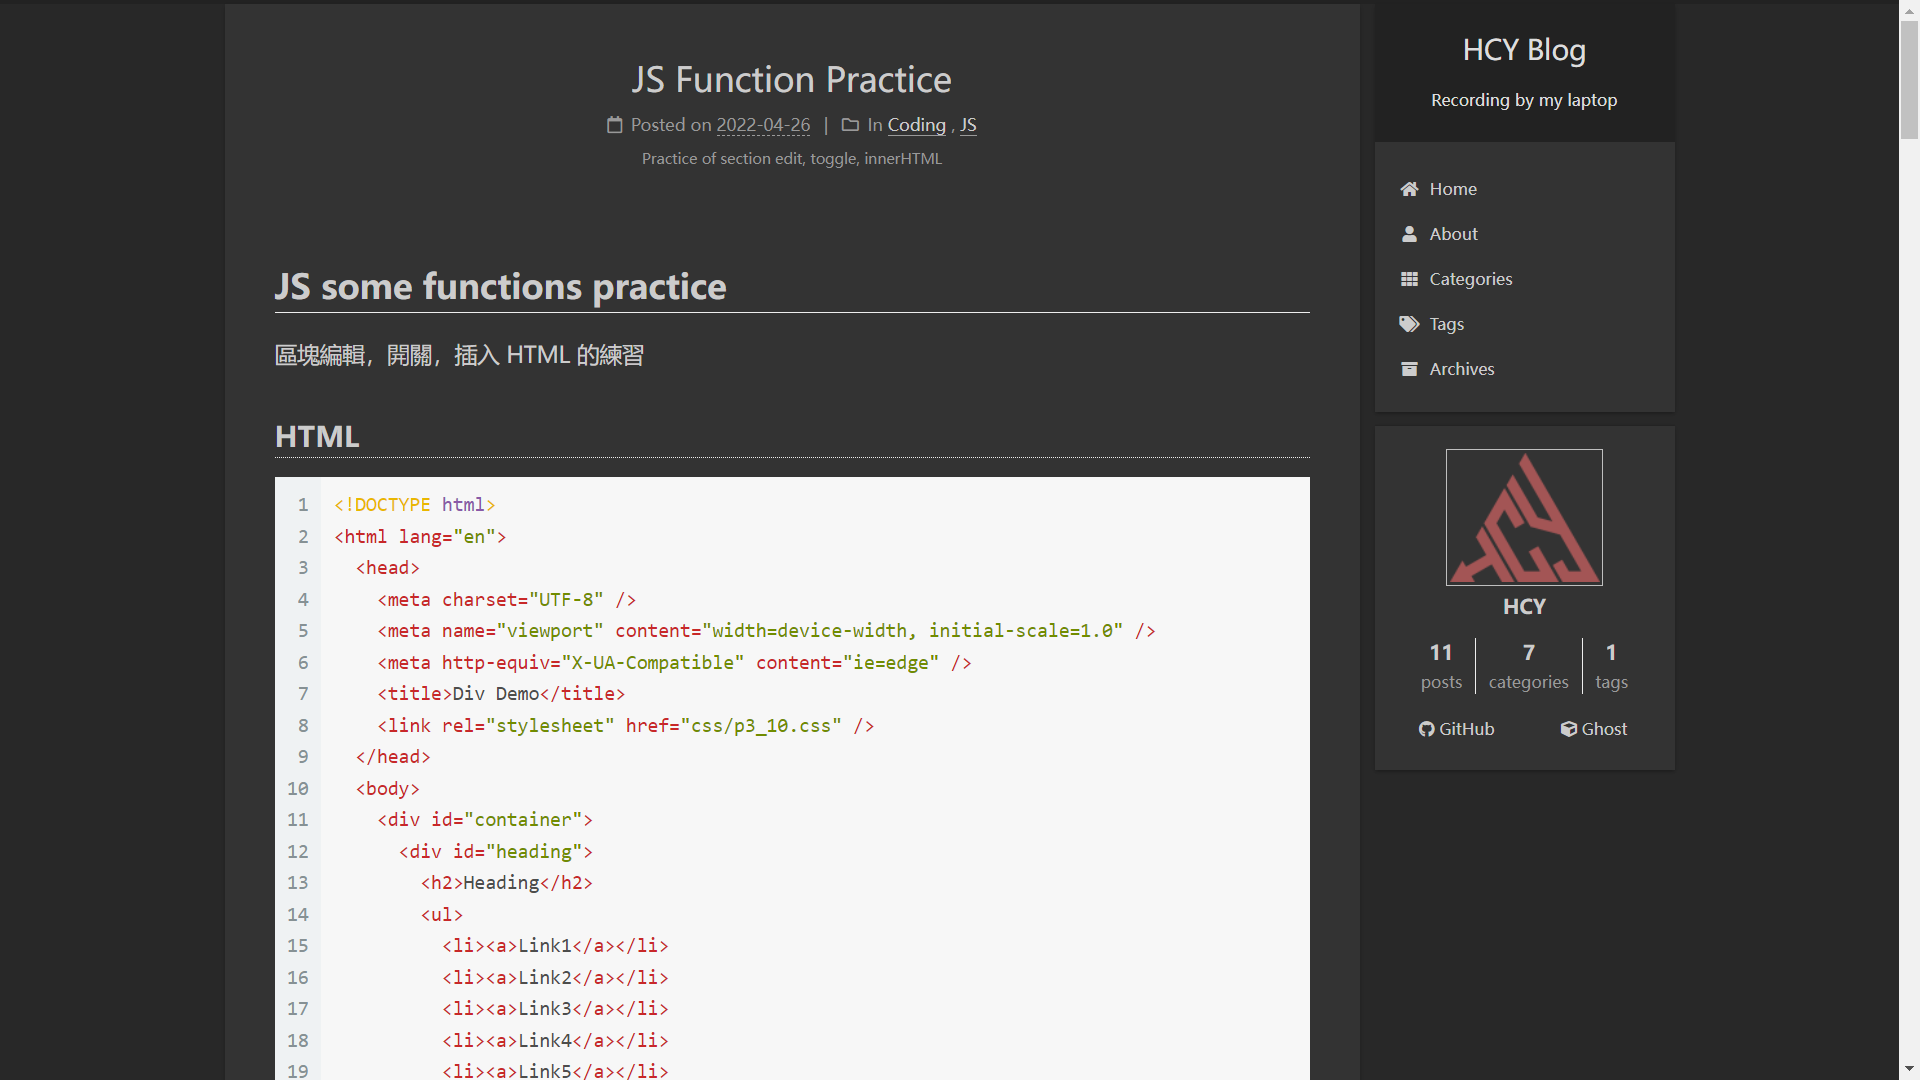 JS Function Practice
Posted on 2022-04-26 | In Coding , JS
Practice of section edit, toggle, innerHTML
JS some functions practice
區塊編輯，開關，插入 HTML 的練習
HTML
1 <!DOCTYPE html>
2 <html lang="en">
3 <head>
4 <meta charset="UTF-8" />
5 <meta name="viewport" content="width=device-width, initial-scale=1.0" />
6 <meta http-equiv="X-UA-Compatible" content="ie=edge" />
7 <title>Div Demo</title>
8 <link rel="stylesheet" href="css/p3_10.css" />
9 </head>
10 <body>
11 <div id="container">
12 <div id="heading">
13 <h2>Heading</h2>
14 <ul>
15 <li><a>Link1</a></li>
16 <li><a>Link2</a></li>
17 <li><a>Link3</a></li>
18 <li><a>Link4</a></li>
19 <li><a>Link5</a></li>
HCY Blog
Recording by my laptop
Home
About
Categories
Tags
Archives
HCY
HCY
11 7 1
posts categories tags
GitHub Ghost